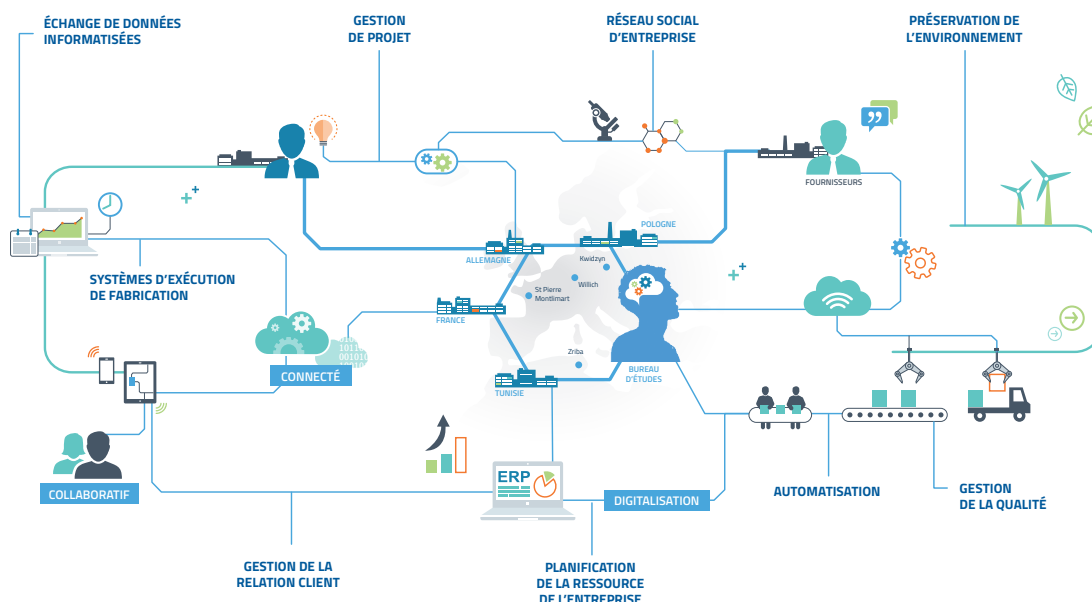 ÉCHANGE DE DONNÉES
INFORMATISÉES
GESTION
DE PROJET
RÉSEAU SOCIAL
D'ENTREPRISE
PRÉSERVATION DE
L'ENVIRONNEMENT
FOURNISSEURS
POLOGNE
ALLEMAGNE
Kwidzyn
Willich
St Pierre
Montlimart
SYSTÈMES D'EXÉCUTION
DE FABRICATION
FRANCE
Zriba
BUREAU
D'ÉTUDES
CONNECTÉ
TUNISIE
ERP
COLLABORATIF
DIGITALISATION
AUTOMATISATION
GESTION
DE LA QUALITÉ
GESTION DE LA
RELATION CLIENT
PLANIFICATION
DE LA RESSOURCE
DE L'ENTREPRISE